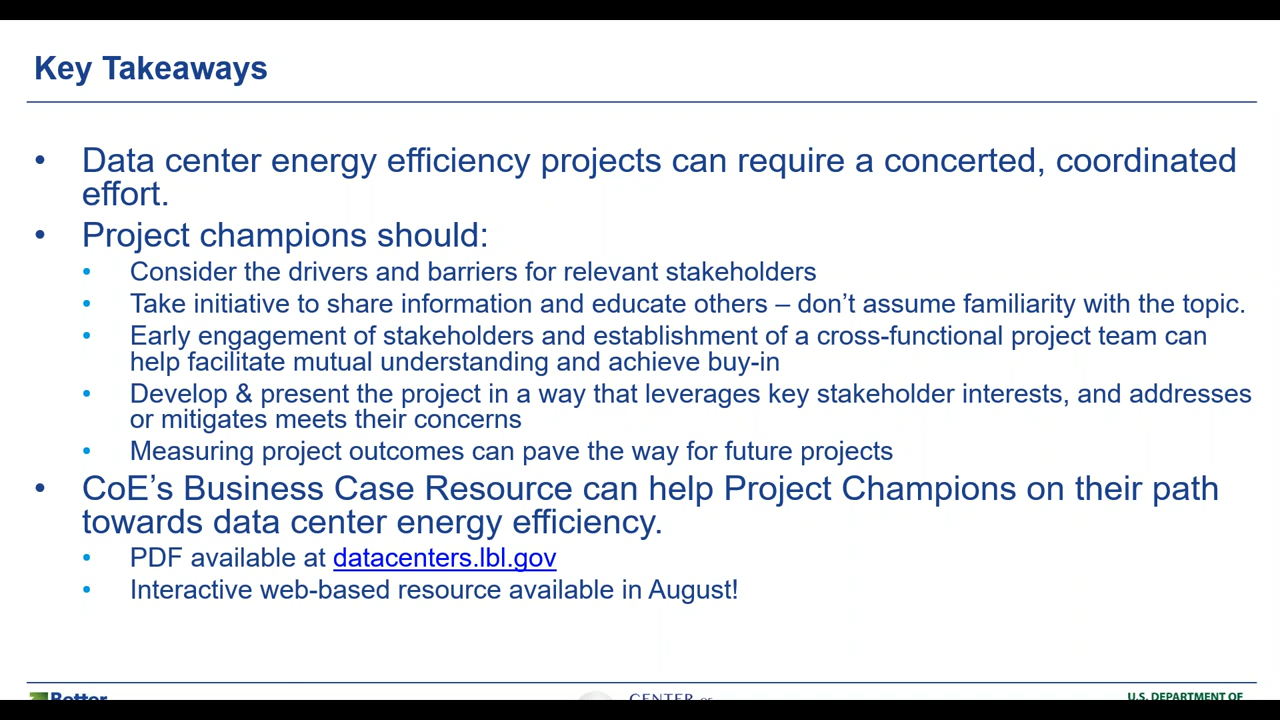 Key Takeaways
• Data center energy efficiency projects can require a concerted, coordinated
effort.
• Project champions should:
• Consider the drivers and barriers for relevant stakeholders
• Take initiative to share information and educate others – don’t assume familiarity with the topic.
• Early engagement of stakeholders and establishment of a cross-functional project team can
help facilitate mutual understanding and achieve buy-in
• Develop & present the project in a way that leverages key stakeholder interests, and addresses
or mitigates meets their concerns
• Measuring project outcomes can pave the way for future projects
• CoE’s Business Case Resource can help Project Champions on their path
towards data center energy efficiency.
• PDF available at datacenters.lbl.gov
• Interactive web-based resource available in August!
Better
CENTER OF
U.S. DEPARTMENT OF